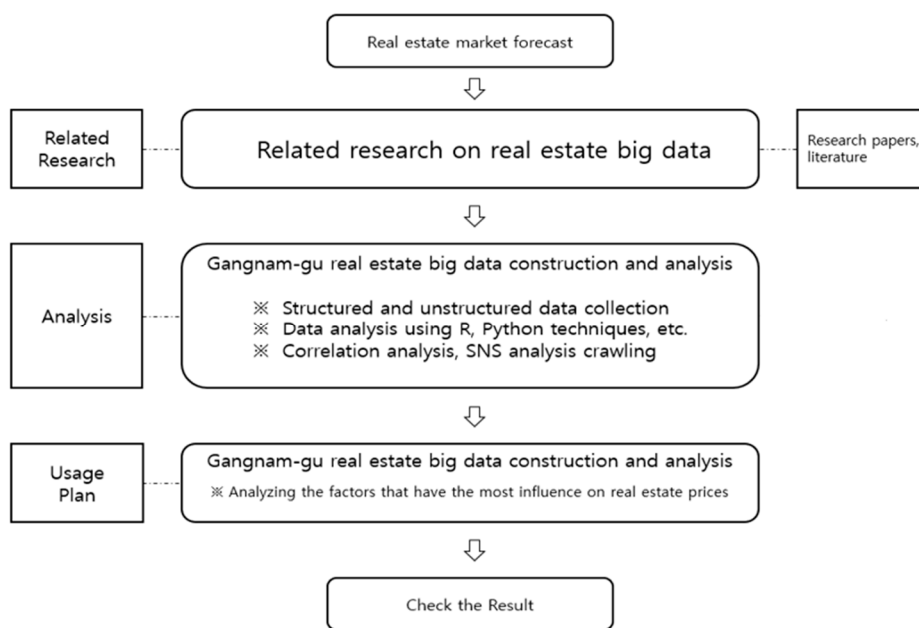 Real estate market forecast
Related
Research
Related research on real estate big data
Research papers,
literature
Analysis
Gangnam-gu real estate big data construction and analysis
※ Structured and unstructured data collection
※ Data analysis using R, Python techniques, etc.
※ Correlation analysis, SNS analysis crawling
Usage
Plan
Gangnam-gu real estate big data construction and analysis
※ Analyzing the factors that have the most influence on real estate prices
Check the Result